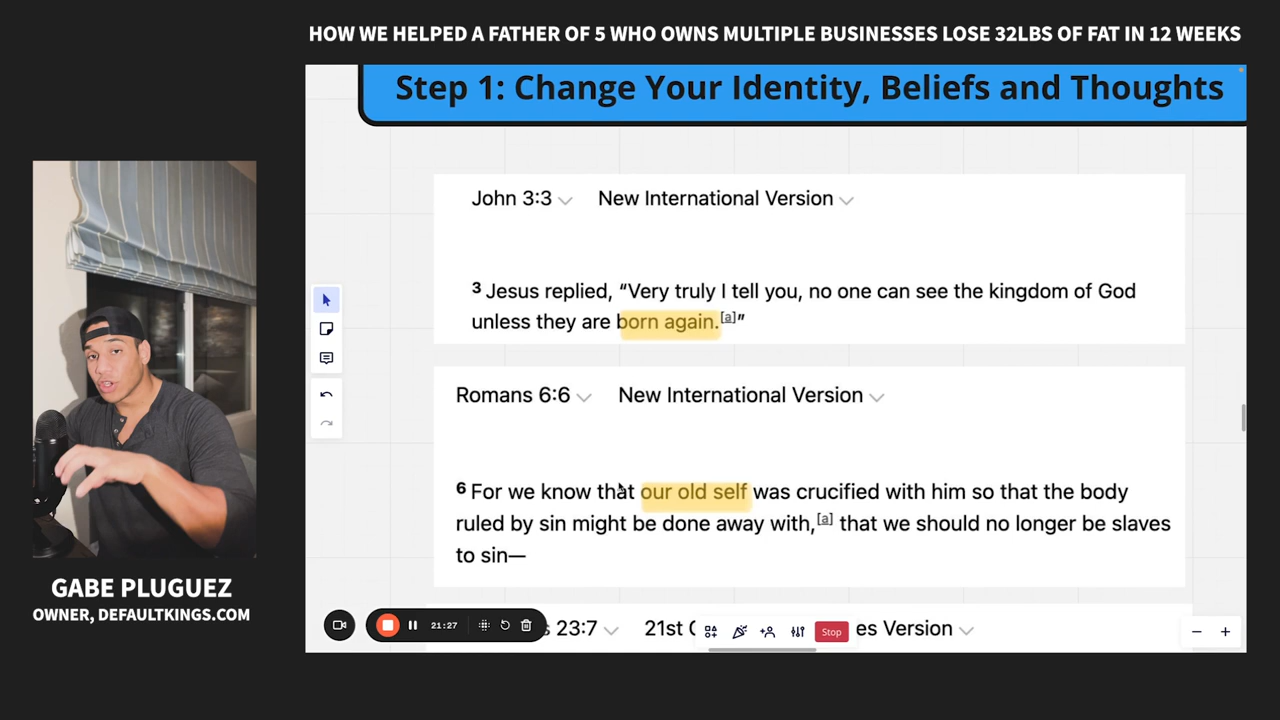 HOW WE HELPED A FATHER OF 5 WHO OWNS MULTIPLE BUSINESSES LOSE 32LBS OF FAT IN 12 WEEKS
Step 1: Change Your Identity, Beliefs and Thoughts
John 3:3 New International Version
3 Jesus replied, “Very truly I tell you, no one can see the kingdom of God
unless they are born again.[a]”
Romans 6:6 New International Version
6 For we know that our old self was crucified with him so that the body
ruled by sin might be done away with,[a] that we should no longer be slaves
to sin—
GABE PLUGUEZ
OWNER, DEFAULTKINGS.COM
21:27
s 23:7 21st C
Stop
es Version